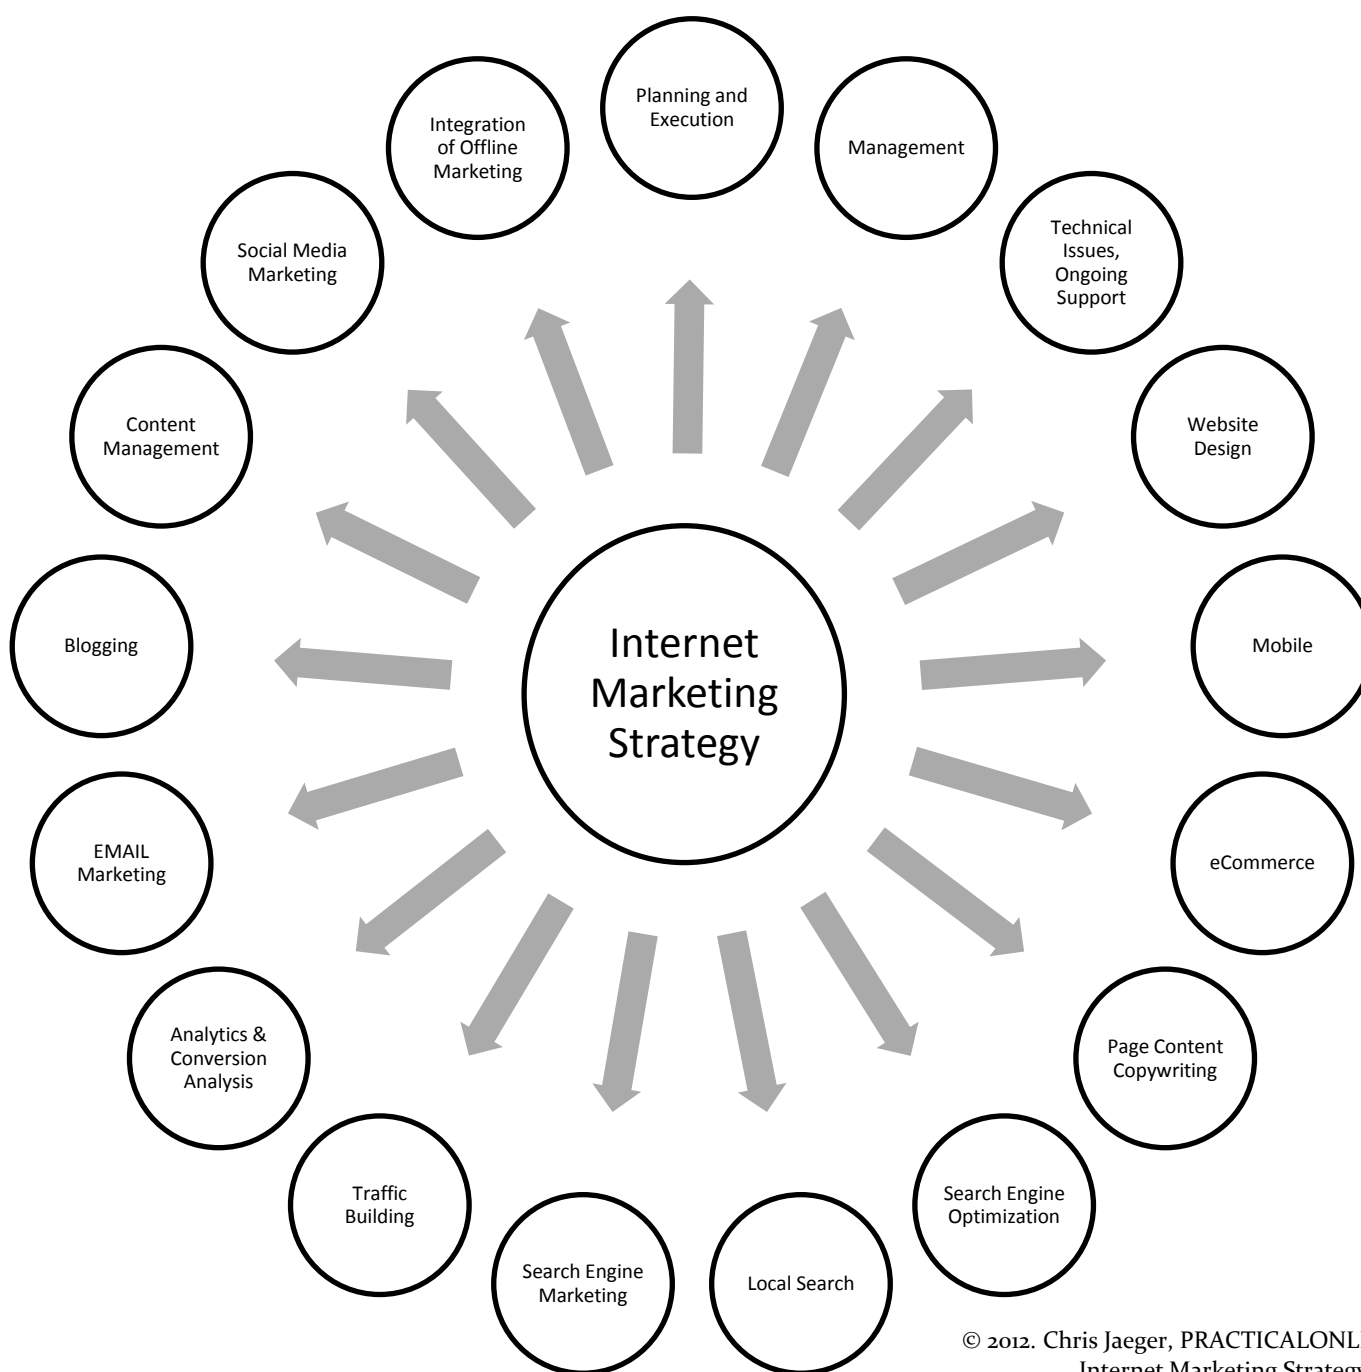 Planning and
Execution
Management
Technical
Issues,
Ongoing
Support
Website
Design
Mobile
eCommerce
Page Content
Copywriting
Search Engine
Optimization
Local Search
Search Engine
Marketing
Traffic
Building
Analytics &
Conversion
Analysis
EMAIL
Marketing
Blogging
Content
Management
Social Media
Marketing
Integration
of Offline
Marketing
Internet
Marketing
Strategy
© 2012. Chris Jaeger, PRACTICALONL
Internet Marketing Strategy